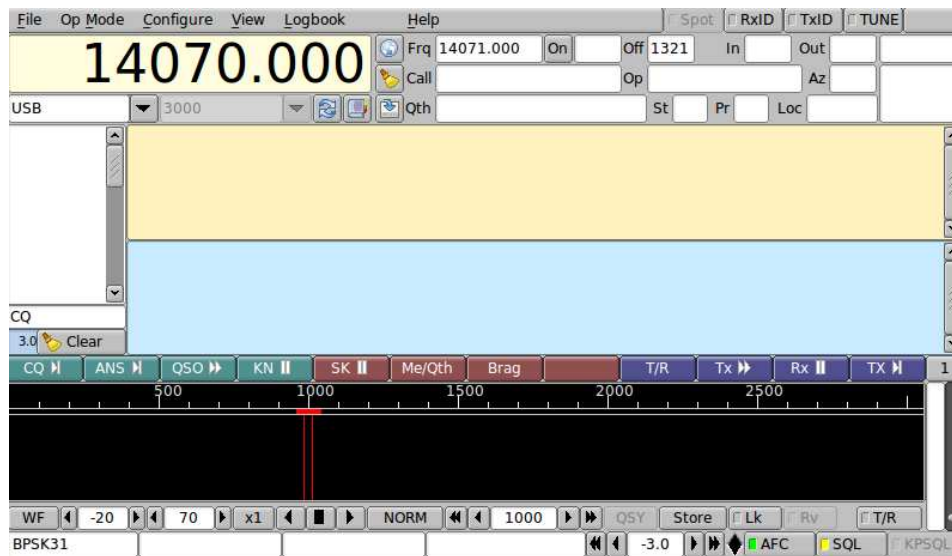 File Op Mode Configure View Logbook Help Spot RxID TxID TUNE
14070.000
Frq 14071.000 On Off 1321 In Out
Call Op Az
USB 3000 Qth St Pr Loc
CQ
3.0 Clear
CQ ANS QSO KN SK Me/Qth Brag T/R Tx Rx TX 1
500 1000 1500 2000 2500
WF -20 70 x1 NORM 1000 QSY Store Lk Rv T/R
BPSK31 -3.0 AFC SQL KPSQL